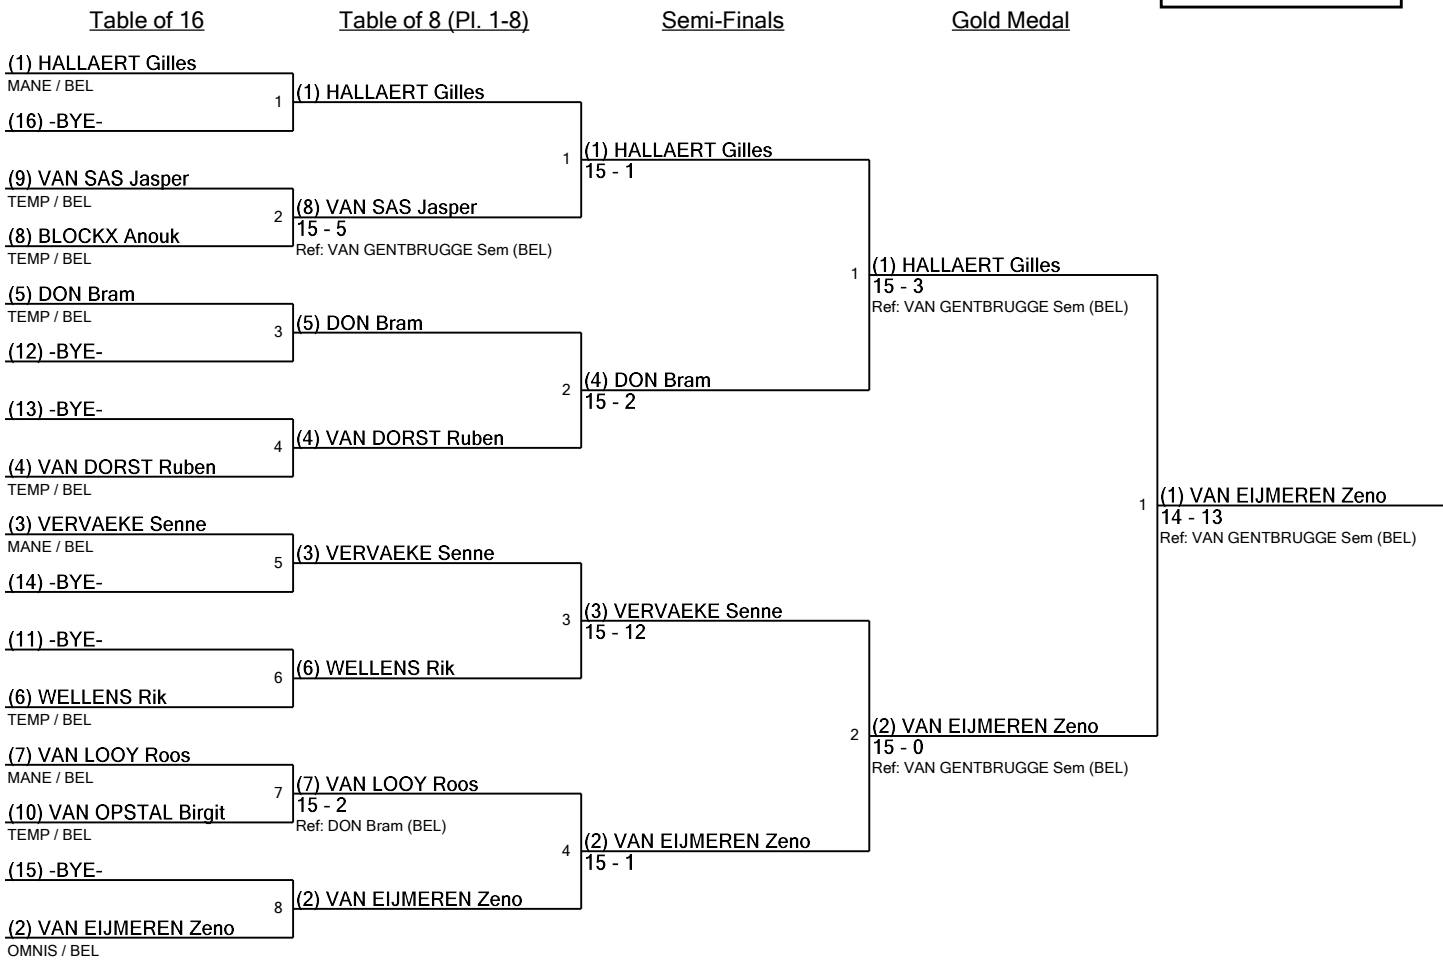 Table of 16
Table of 8 (Pl. 1-8)
Semi-Finals
Gold Medal
(1) HALLAERT Gilles
MANE / BEL
(16) -BYE-
(9) VAN SAS Jasper
TEMP / BEL
(8) BLOCKX Anouk
TEMP / BEL
(5) DON Bram
TEMP / BEL
(12) -BYE-
(13) -BYE-
(4) VAN DORST Ruben
TEMP / BEL
(3) VERVAEKE Senne
MANE / BEL
(14) -BYE-
(11) -BYE-
(6) WELLENS Rik
TEMP / BEL
(7) VAN LOOY Roos
MANE / BEL
(10) VAN OPSTAL Birgit
TEMP / BEL
(15) -BYE-
(2) VAN EIJMEREN Zeno
OMNIS / BEL
1 (1) HALLAERT Gilles
2 (8) VAN SAS Jasper
15 - 5
Ref: VAN GENTBRUGGE Sem (BEL)
3 (5) DON Bram
4 (4) VAN DORST Ruben
5 (3) VERVAEKE Senne
6 (6) WELLENS Rik
7 (7) VAN LOOY Roos
15 - 2
Ref: DON Bram (BEL)
8 (2) VAN EIJMEREN Zeno
1 (1) HALLAERT Gilles
15 - 1
2 (4) DON Bram
15 - 2
3 (3) VERVAEKE Senne
15 - 12
4 (2) VAN EIJMEREN Zeno
15 - 1
1 (1) HALLAERT Gilles
15 - 3
Ref: VAN GENTBRUGGE Sem (BEL)
2 (2) VAN EIJMEREN Zeno
15 - 0
Ref: VAN GENTBRUGGE Sem (BEL)
1 (1) VAN EIJMEREN Zeno
14 - 13
Ref: VAN GENTBRUGGE Sem (BEL)